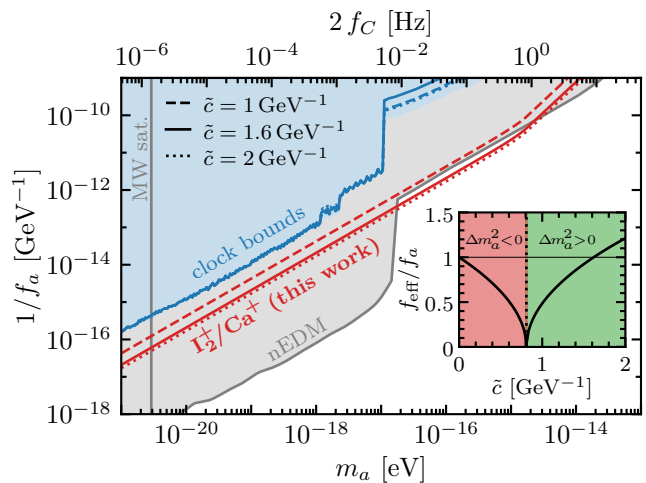 2 f_C [Hz]
10^−6 10^−4 10^−2 10^0
c̃ = 1 GeV^−1
c̃ = 1.6 GeV^−1
c̃ = 2 GeV^−1
MW sat.
clock bounds
I_2^+/Ca^+ (this work)
nEDM
10^−10
10^−12
10^−14
10^−16
10^−18
1/f_a [GeV^−1]
10^−20 10^−18 10^−16 10^−14
m_a [eV]
1.5
1
0.5
0
f_eff/f_a
Δm_a^2<0 Δm_a^2>0
0 1 2
c̃ [GeV^−1]